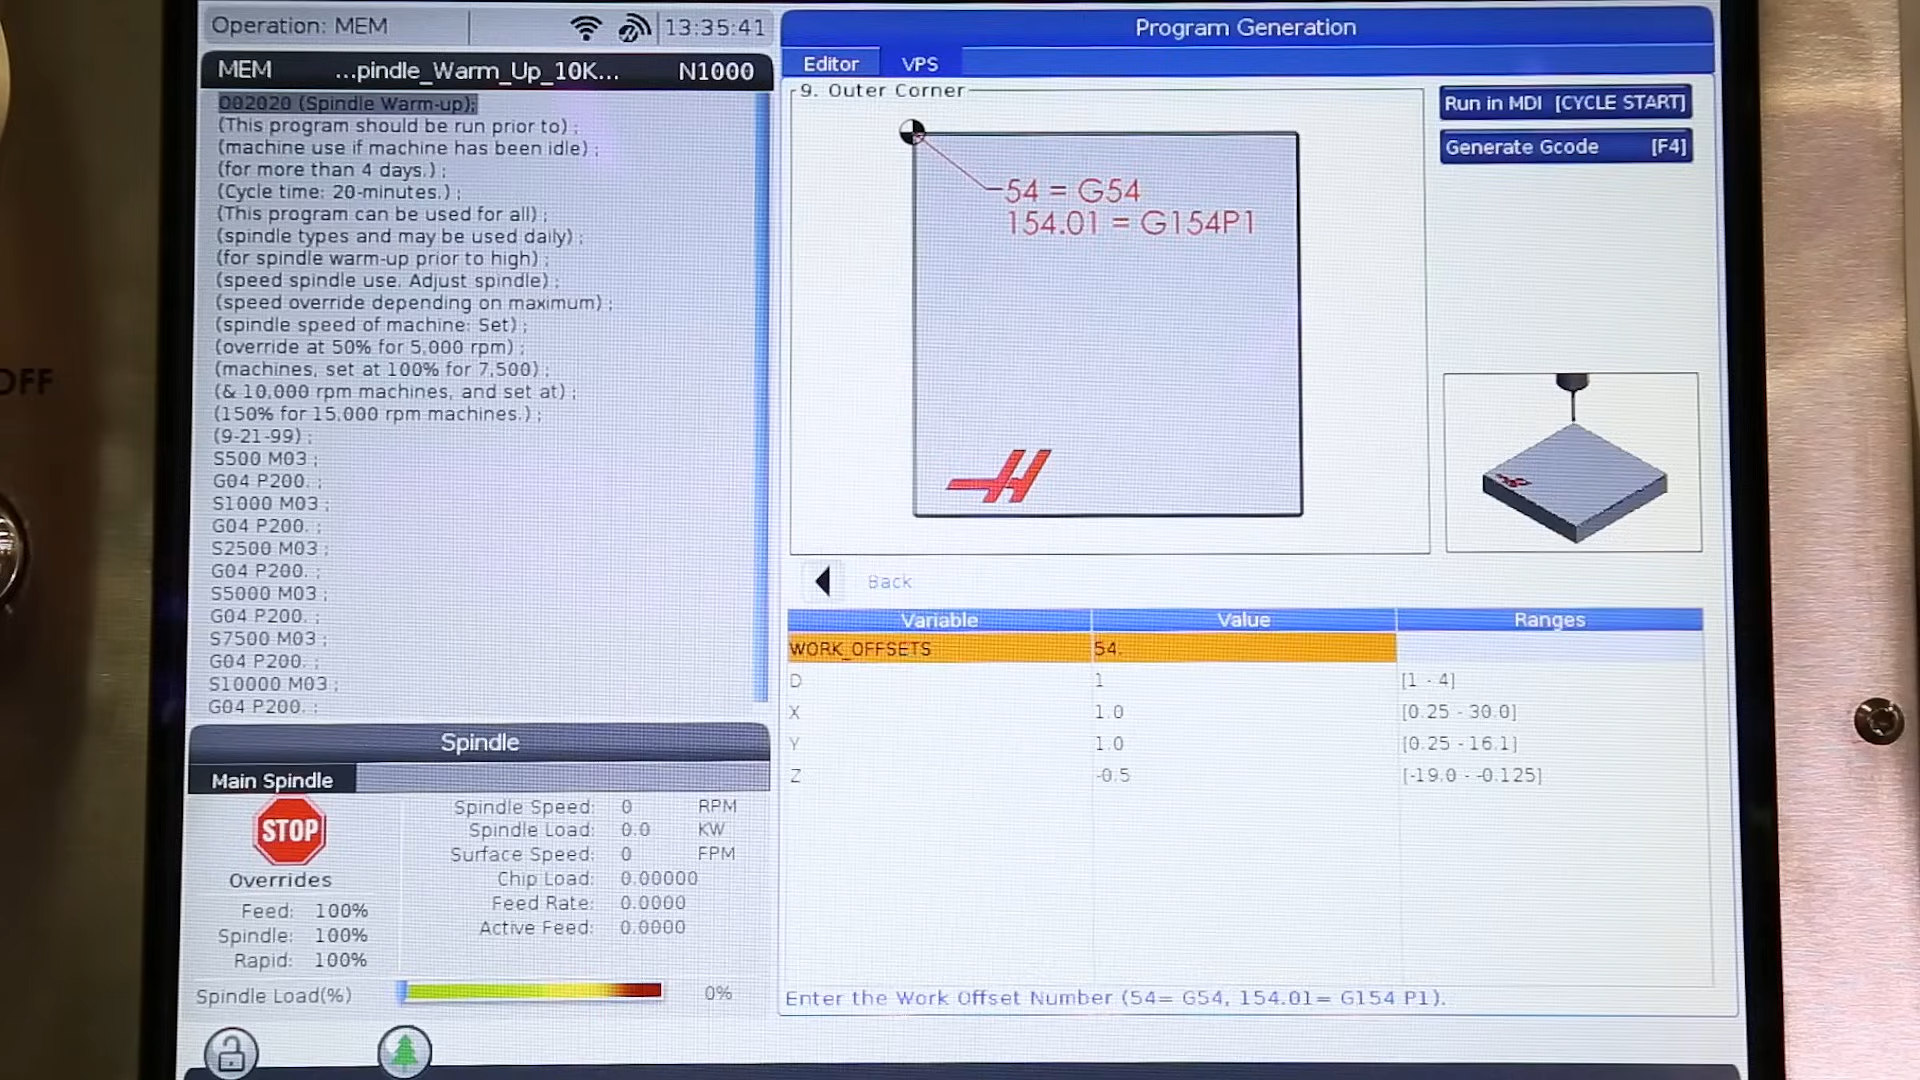 Operation: MEM
13:35:41
MEM ...pindle_Warm_Up_10K... N1000
O02020 (Spindle Warm-up);
(This program should be run prior to) ;
(machine use if machine has been idle) ;
(for more than 4 days.) ;
(Cycle time: 20-minutes.) ;
(This program can be used for all) ;
(spindle types and may be used daily) ;
(for spindle warm-up prior to high) ;
(speed spindle use. Adjust spindle) ;
(speed override depending on maximum) ;
(spindle speed of machine: Set) ;
(override at 50% for 5,000 rpm) ;
(machines, set at 100% for 7,500) ;
(& 10,000 rpm machines, and set at) ;
(150% for 15,000 rpm machines.) ;
(9-21-99) ;
S500 M03 ;
G04 P200. ;
S1000 M03 ;
G04 P200. ;
S2500 M03 ;
G04 P200. ;
S5000 M03 ;
G04 P200. ;
S7500 M03 ;
G04 P200. ;
S10000 M03 ;
G04 P200. ;
Spindle
Main Spindle
STOP
Overrides
Feed: 100%
Spindle: 100%
Rapid: 100%
Spindle Speed: 0 RPM
Spindle Load: 0.0 KW
Surface Speed: 0 FPM
Chip Load: 0.00000
Feed Rate: 0.0000
Active Feed: 0.0000
Spindle Load(%) 0%
Program Generation
Editor VPS
9. Outer Corner
54 = G54
154.01 = G154P1
Run in MDI [CYCLE START]
Generate Gcode [F4]
Back
Variable Value Ranges
WORK_OFFSETS 54.
D 1 [1 - 4]
X 1.0 [0.25 - 30.0]
Y 1.0 [0.25 - 16.1]
Z -0.5 [-19.0 - -0.125]
Enter the Work Offset Number (54= G54, 154.01= G154 P1).
OFF